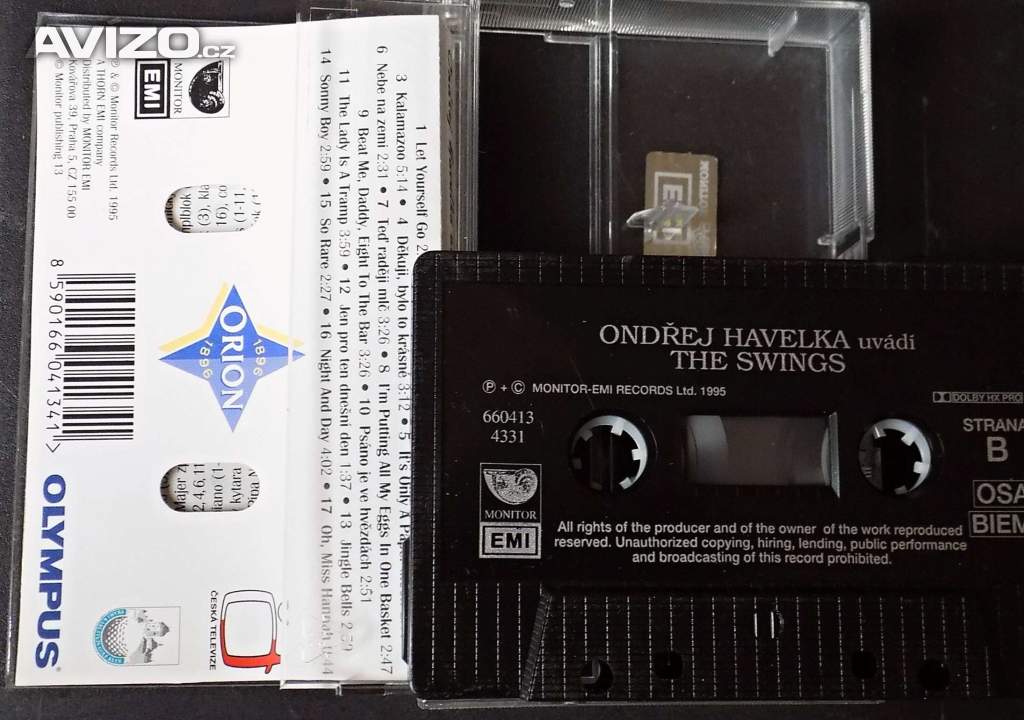 AVIZO.cz
℗ & © Monitor Records Ltd. 1995
A THORN EMI company
Distributed by MONITOR EMI
Kovářova 39, Praha 5, CZ 155 00
© Monitor publishing 13
MONITOR
EMI
8 590166 041341 >
ORION
1896
OLYMPUS
ČESKÁ TELEVIZE
1 Let Yourself Go
3 Kalamazoo 5:14 • 4 Děkuji, bylo to krásné 3:12 • 5 It's Only A
6 Nebe na zemi 2:31 • 7 Teď raději mlč 3:26 • 8 I'm Putting All My Eggs In One Basket 2:47
9 Beat Me, Daddy, Eight To The Bar 3:26 • 10 Psáno je ve hvězdách 2:51
11 The Lady Is A Tramp 3:59 • 12 Jen pro ten dnešní den 1:37 • 13 Jingle Bells 2:39
14 Sonny Boy 2:59 • 15 So Rare 2:27 • 16 Night And Day 4:02 • 17 Oh, Miss Hannah
EMI
ONDŘEJ HAVELKA uvádí
THE SWINGS
℗ + © MONITOR-EMI RECORDS Ltd. 1995
DOLBY HX PRO
660413
4331
STRANA
B
MONITOR
EMI
OSA
BIEM
All rights of the producer and of the owner of the work reproduced
reserved. Unauthorized copying, hiring, lending, public performance
and broadcasting of this record prohibited.